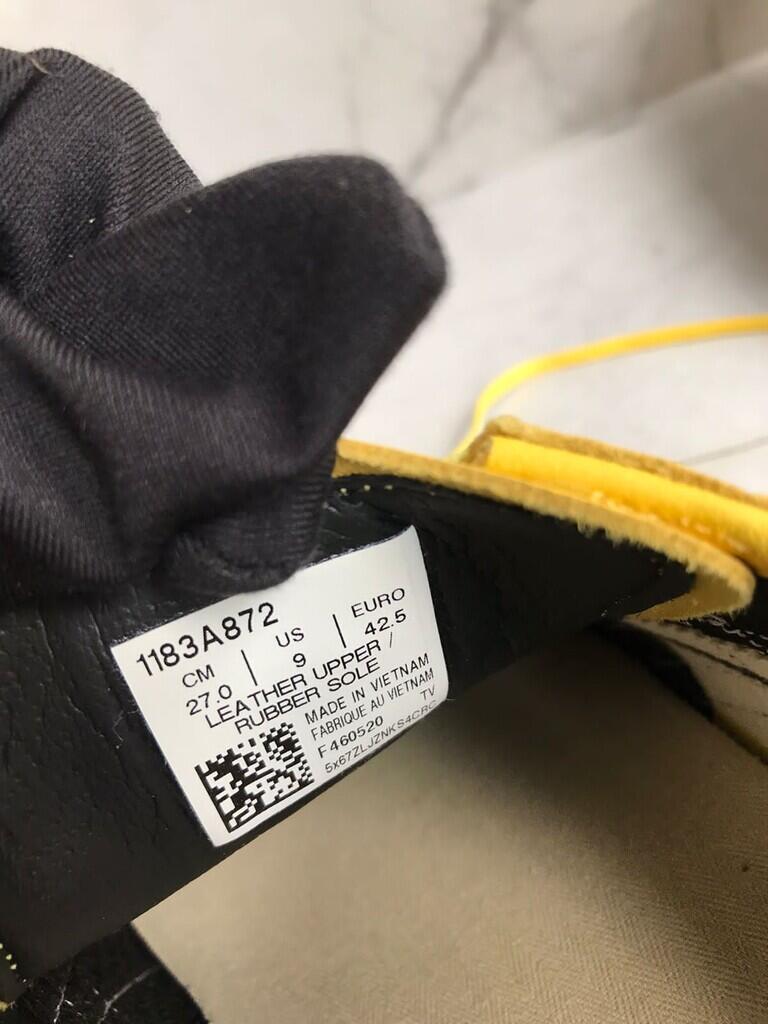 1183A872
CM | US | EURO
27.0 | 9 | 42.5
LEATHER UPPER /
RUBBER SOLE
MADE IN VIETNAM
FABRIQUE AU VIETNAM
F460520 TV
5x67ZLJZNKS4CRC